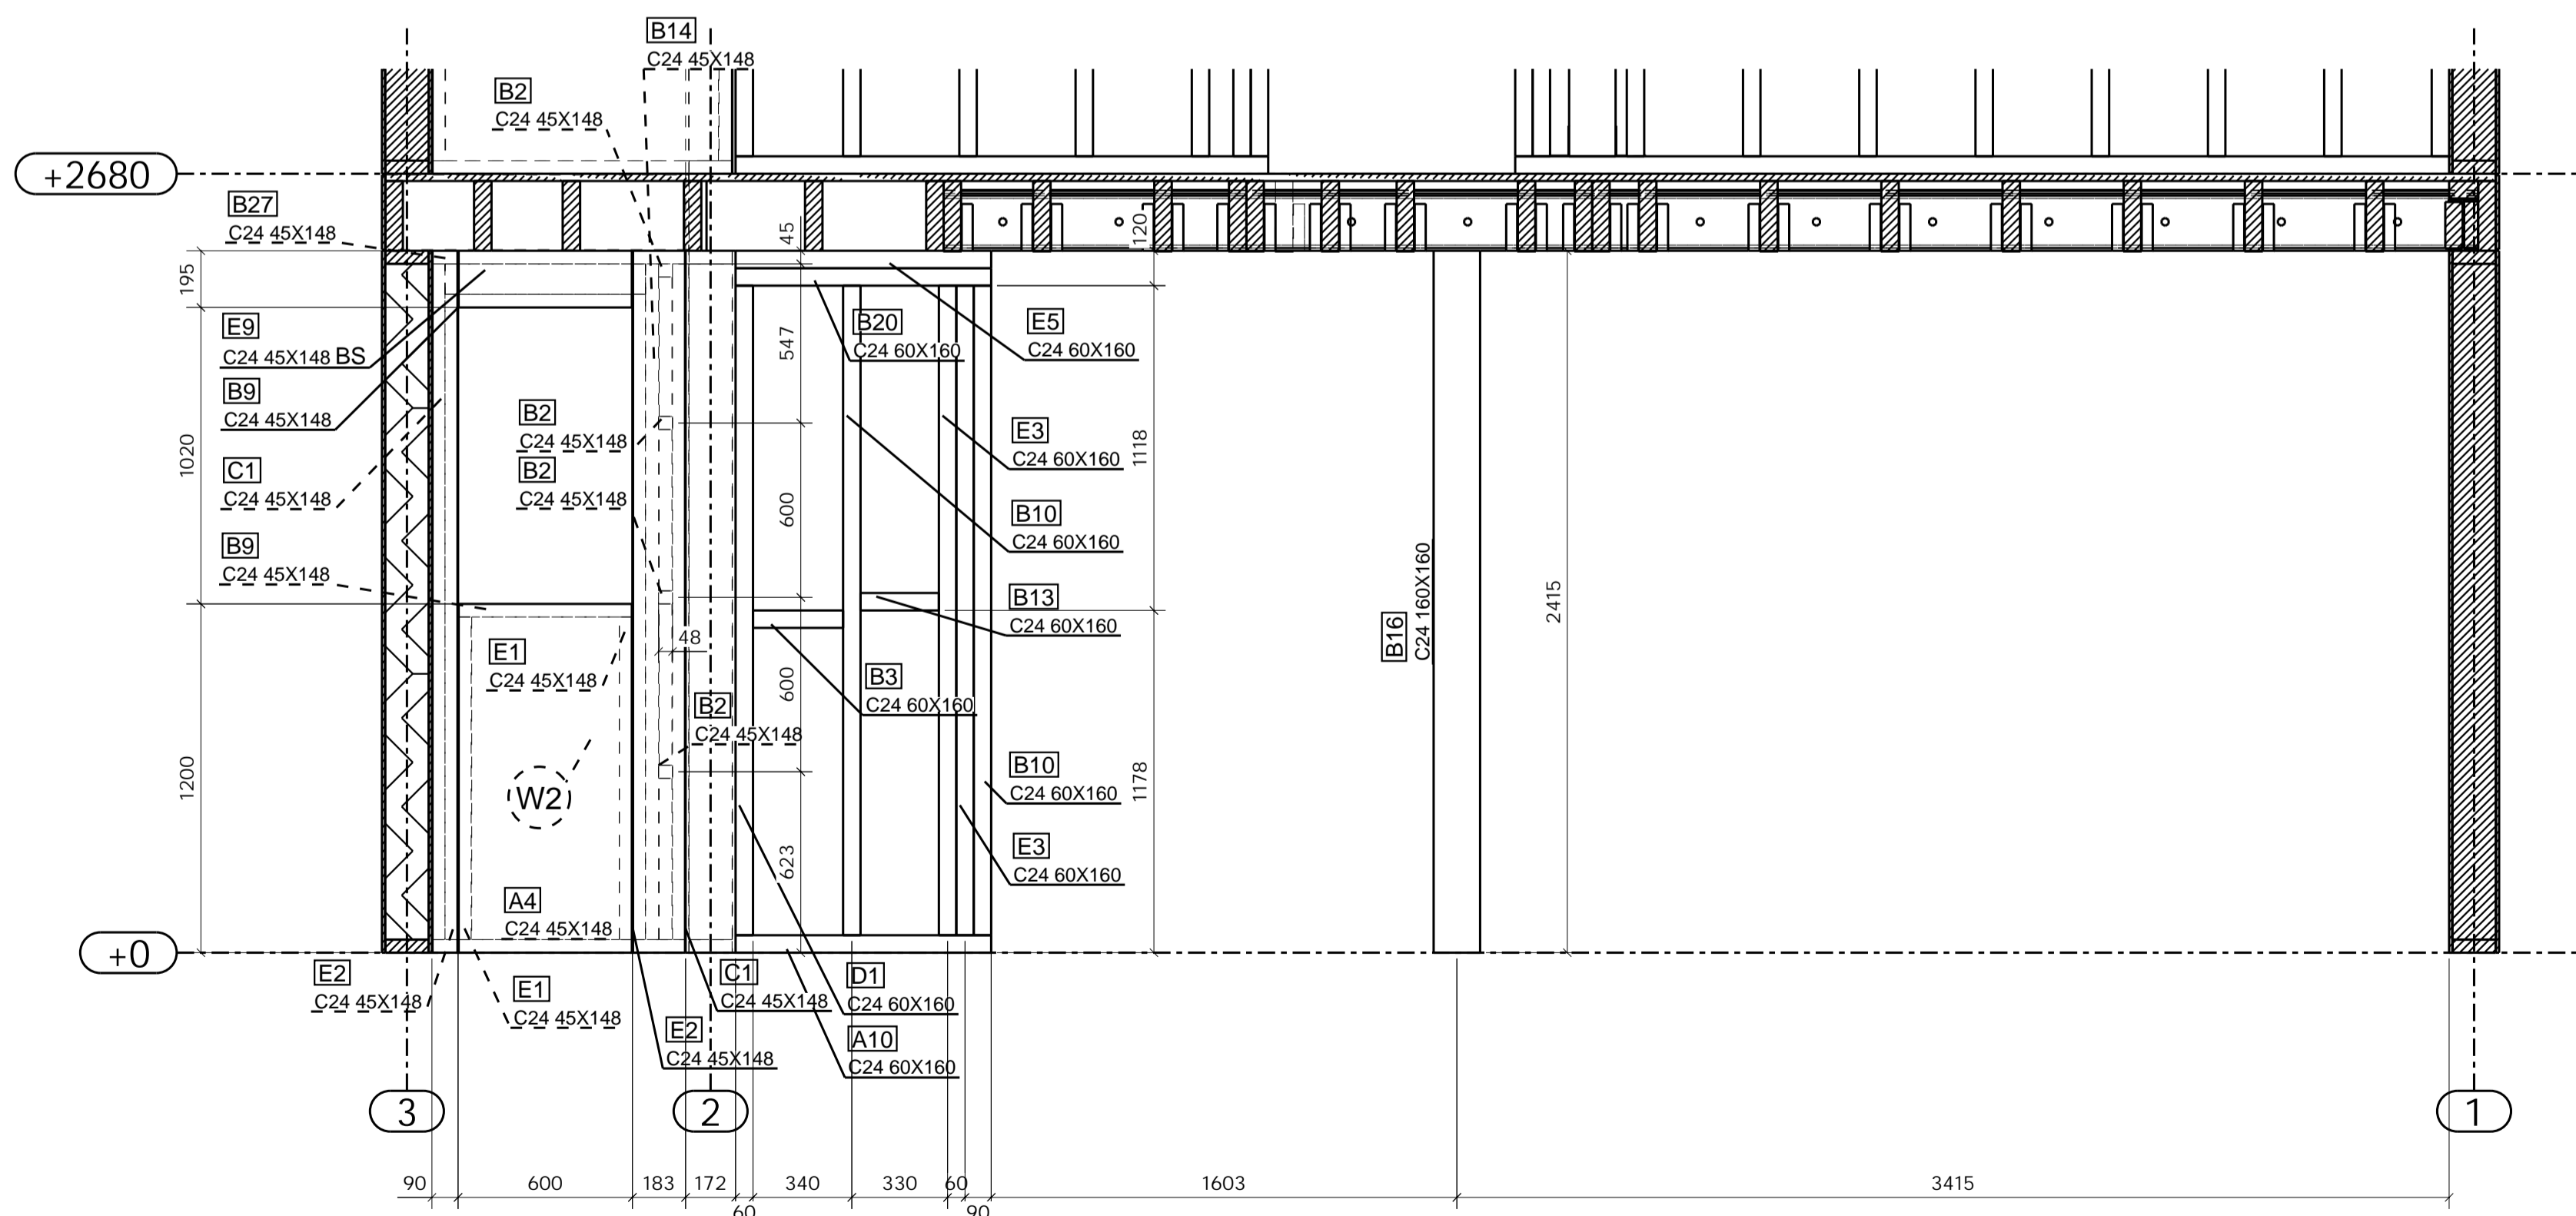 B14
C24 45X148
B2
C24 45X148
+2680
B27
C24 45X148
45
120
195
E9
C24 45X148 BS
B20
C24 60X160
E5
C24 60X160
547
B9
C24 45X148
B2
C24 45X148
E3
C24 60X160
1118
1020
C1
C24 45X148
B2
C24 45X148
600
B10
C24 60X160
B9
C24 45X148
B13
C24 60X160
B16
C24 160X160
2415
48
E1
C24 45X148
B3
C24 60X160
600
B2
C24 45X148
1200
W2
B10
C24 60X160
1178
E3
C24 60X160
623
A4
C24 45X148
+0
E2
C24 45X148
E1
C24 45X148
C1
C24 45X148
D1
C24 60X160
E2
C24 45X148
A10
C24 60X160
3
2
1
90
600
183
172
60
340
330
60
90
1603
3415